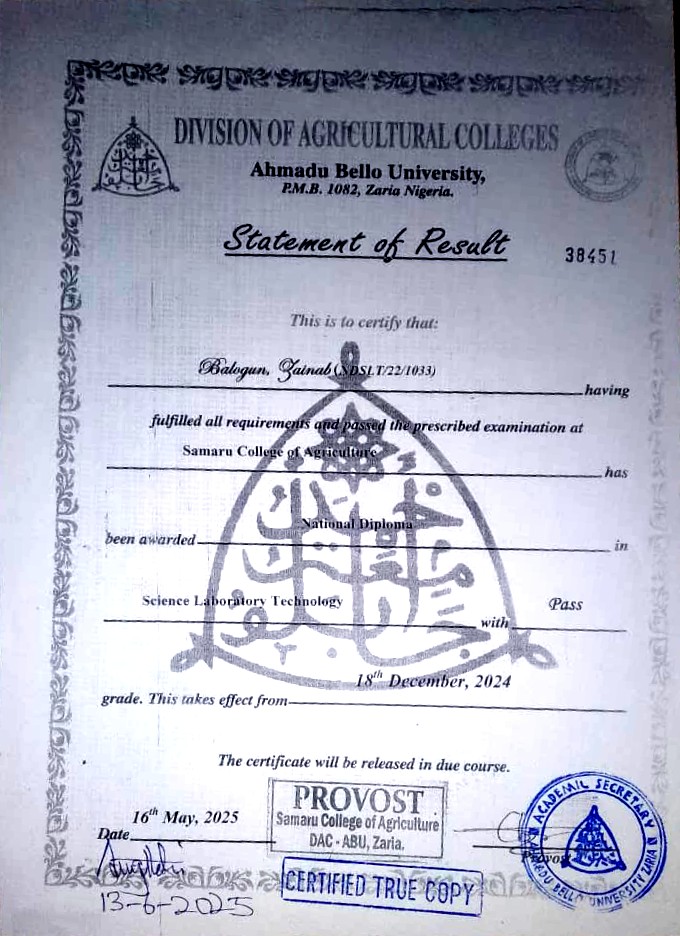 DIVISION OF AGRICULTURAL COLLEGES
Ahmadu Bello University,
P.M.B. 1082, Zaria Nigeria.
Statement of Result
38451
This is to certify that:
Balogun, Zainab (NDSLT/22/1033)
having
fulfilled all requirements and passed the prescribed examination at
Samaru College of Agriculture
has
National Diploma
been awarded in
Science Laboratory Technology Pass
with
18th December, 2024
grade. This takes effect from
The certificate will be released in due course.
16th May, 2025
Date
PROVOST
Samaru College of Agriculture
DAC - ABU, Zaria.
Provost
ACADEMIC SECRETARY
AHMADU BELLO UNIVERSITY ZARIA
CERTIFIED TRUE COPY
13-6-2025